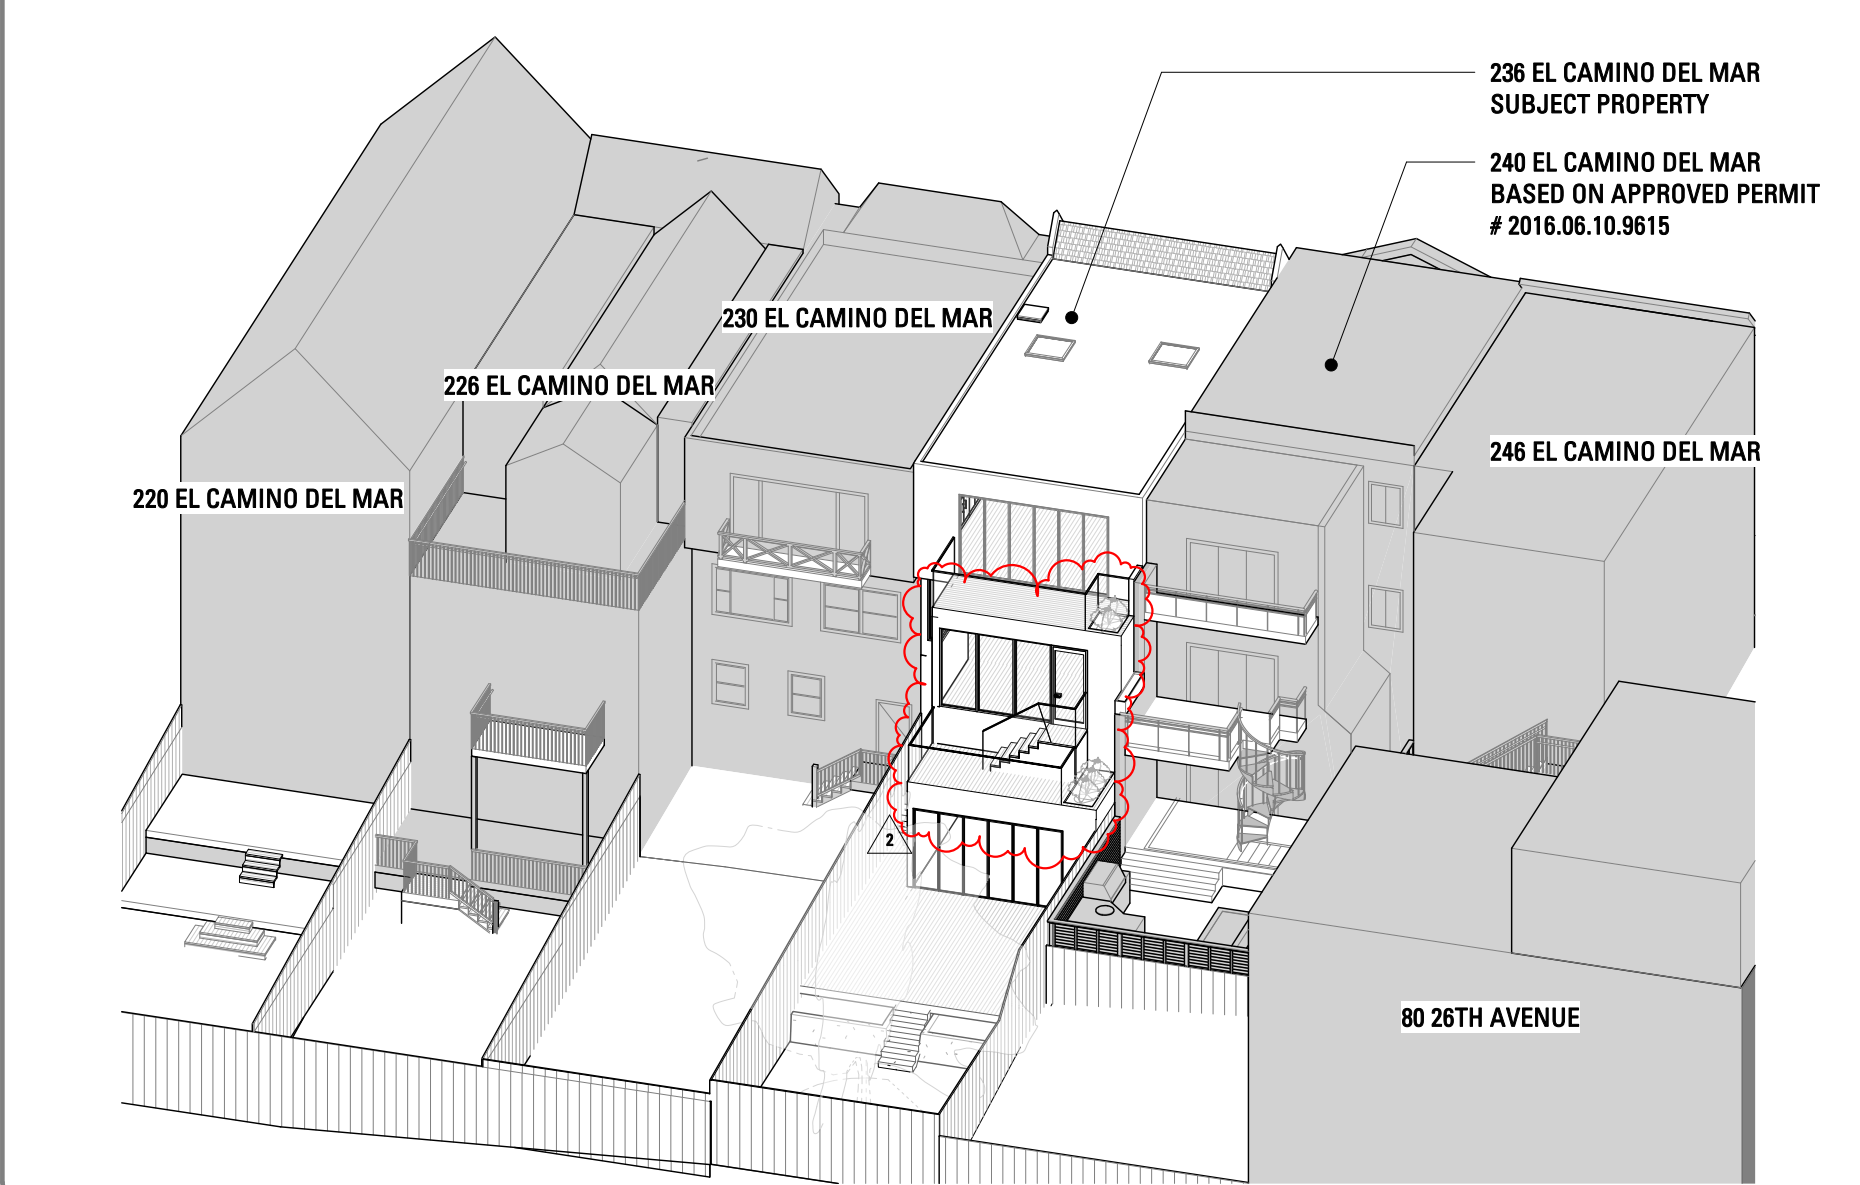 236 EL CAMINO DEL MAR
SUBJECT PROPERTY
240 EL CAMINO DEL MAR
BASED ON APPROVED PERMIT
# 2016.06.10.9615
230 EL CAMINO DEL MAR
226 EL CAMINO DEL MAR
246 EL CAMINO DEL MAR
220 EL CAMINO DEL MAR
2
80 26TH AVENUE